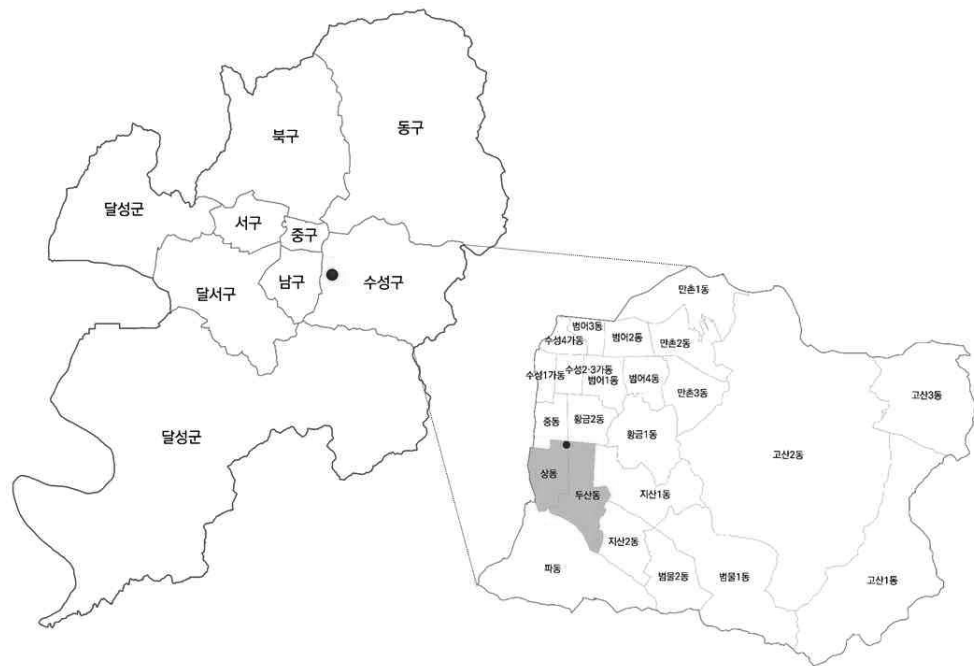 북구
동구
달성군
서구
중구
달서구
남구
수성구
달성군
만촌1동
범어3동
수성4가동
범어2동
만촌2동
수성1가동
수성2·3가동
범어1동
범어4동
만촌3동
고산3동
중동
황금2동
황금1동
고산2동
상동
두산동
지산1동
지산2동
파동
범물2동
범물1동
고산1동